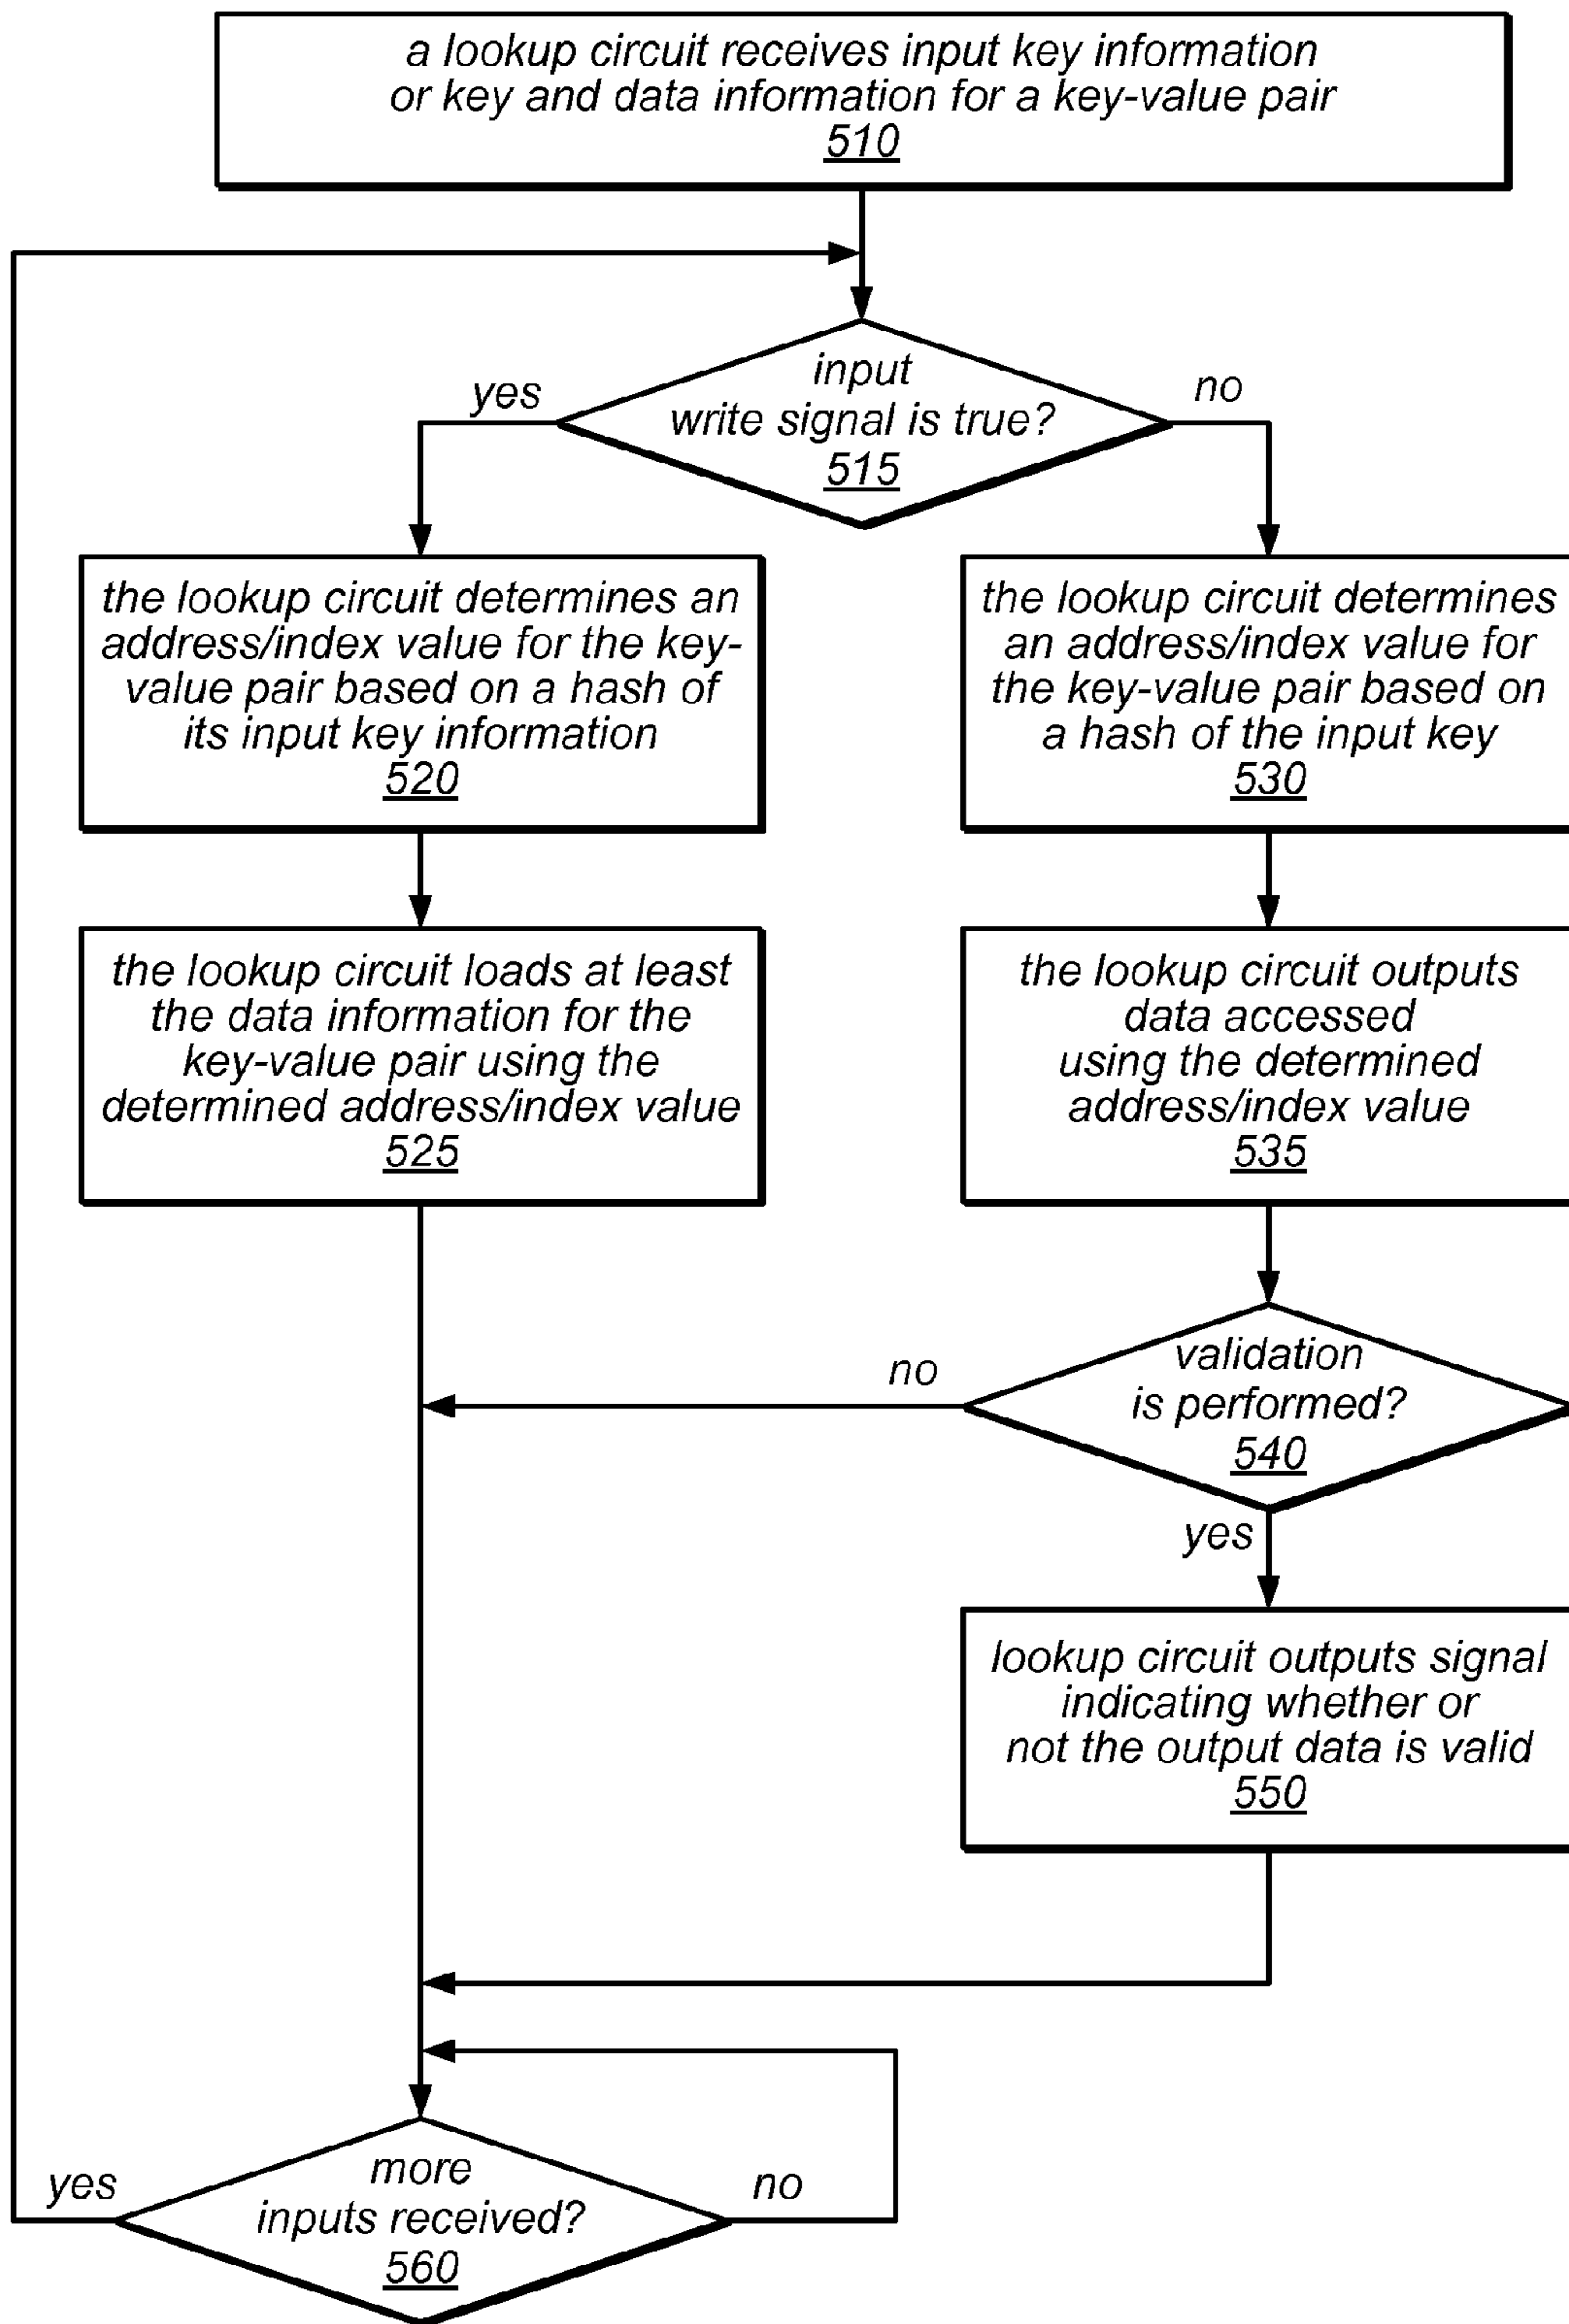 a lookup circuit receives input key information
or key and data information for a key-value pair
510
input
write signal is true?
515
yes
no
the lookup circuit determines an
address/index value for the key-
value pair based on a hash of
its input key information
520
the lookup circuit determines
an address/index value for
the key-value pair based on
a hash of the input key
530
the lookup circuit loads at least
the data information for the
key-value pair using the
determined address/index value
525
the lookup circuit outputs
data accessed
using the determined
address/index value
535
validation
is performed?
540
no
yes
lookup circuit outputs signal
indicating whether or
not the output data is valid
550
more
inputs received?
560
yes
no